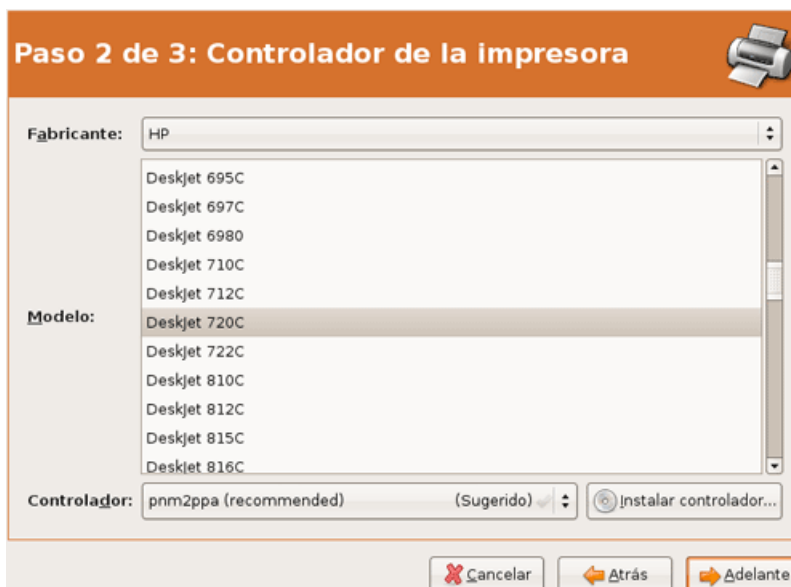 Paso 2 de 3: Controlador de la impresora
Fabricante: HP
DeskJet 695C
DeskJet 697C
DeskJet 6980
DeskJet 710C
DeskJet 712C
Modelo: DeskJet 720C
DeskJet 722C
DeskJet 810C
DeskJet 812C
DeskJet 815C
DeskJet 816C
Controlador: pnm2ppa (recommended) (Sugerido) Instalar controlador...
Cancelar Atrás Adelante